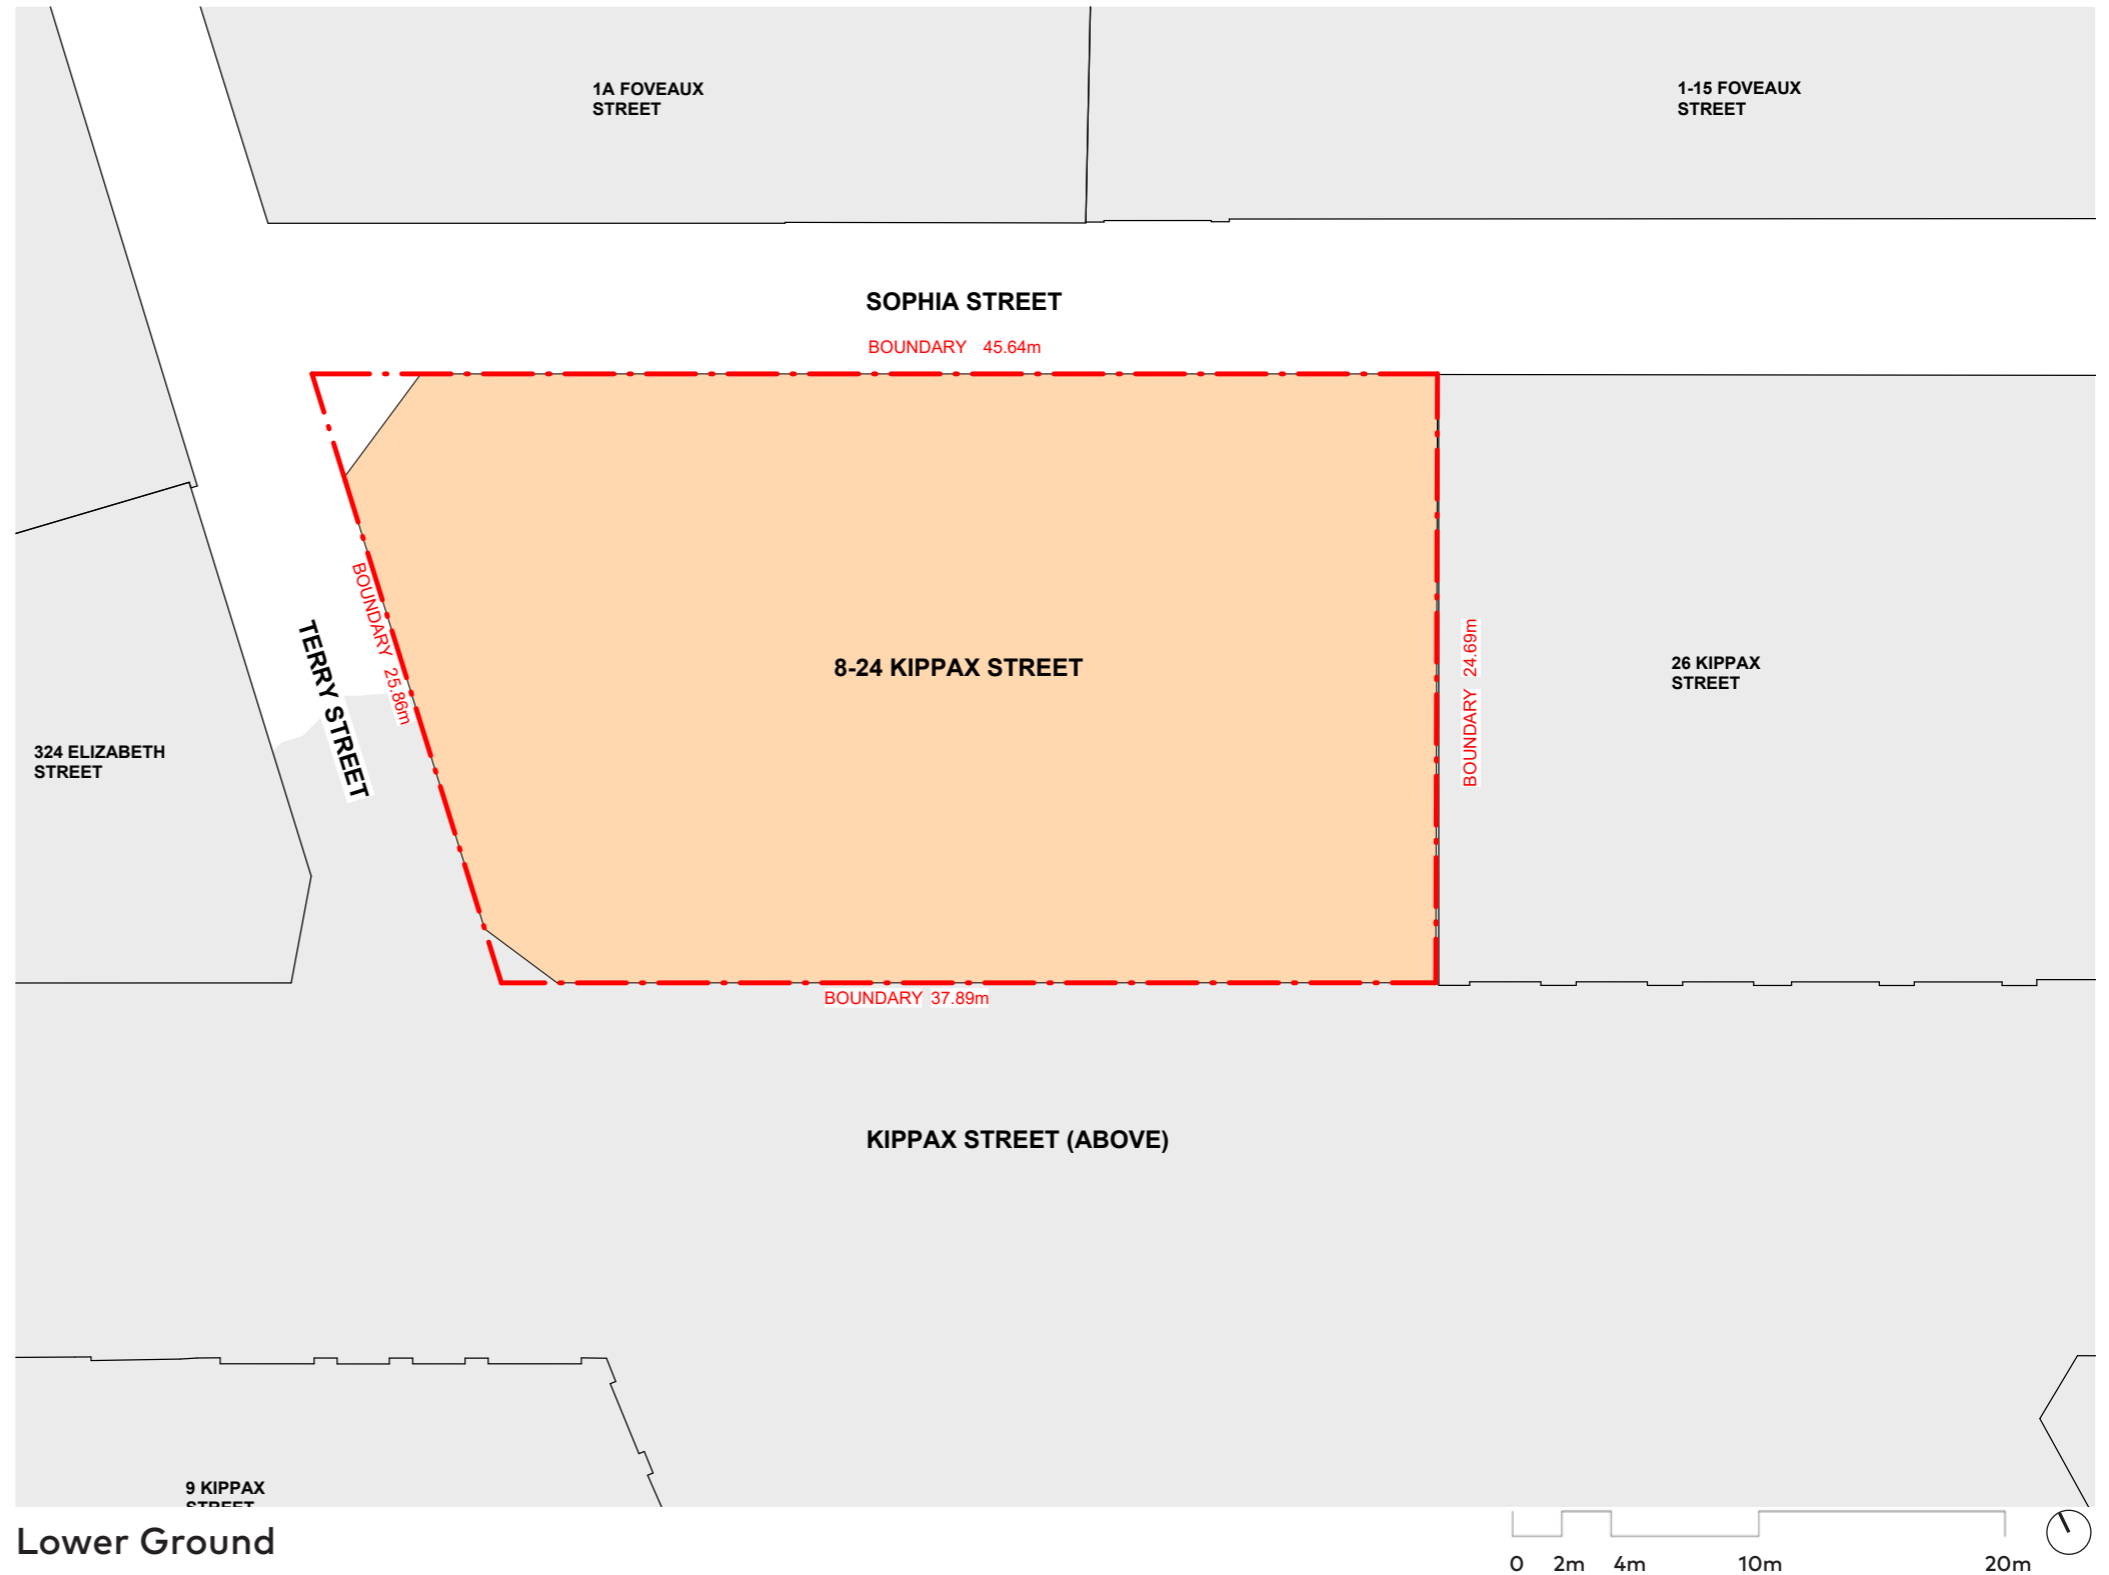 1A FOVEAUX
STREET
1-15 FOVEAUX
STREET
SOPHIA STREET
BOUNDARY 45.64m
BOUNDARY 25.86m
TERRY STREET
8-24 KIPPAX STREET
BOUNDARY 24.69m
26 KIPPAX
STREET
324 ELIZABETH
STREET
BOUNDARY 37.89m
KIPPAX STREET (ABOVE)
9 KIPPAX
STREET
Lower Ground
0 2m 4m 10m 20m